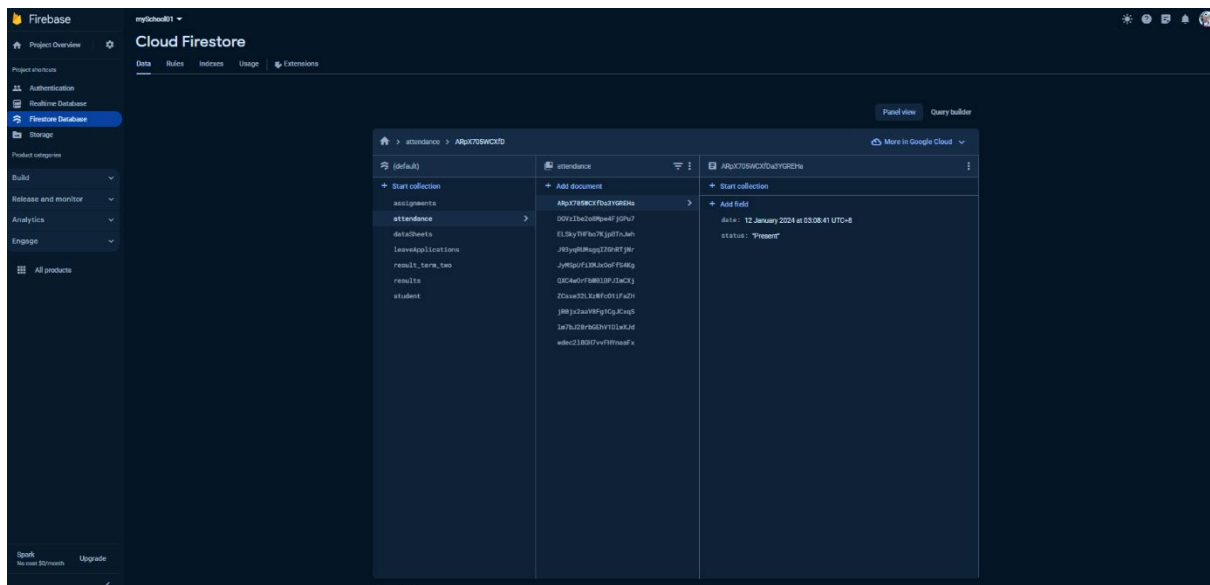 Firebase
Project Overview
Project shortcuts
Authentication
Realtime Database
Firestore Database
Storage
Product categories
Build
Release and monitor
Analytics
Engage
All products
Spark
No cost $0/month
Upgrade
mySchool01
Cloud Firestore
Data Rules Indexes Usage Extensions
Panel view Query builder
attendance > ARpX705WCXfD
More in Google Cloud
(default)
+ Start collection
assignments
attendance
dataSheets
leaveApplications
result_term_two
results
student
attendance
+ Add document
ARpX705WCXfDa3YGREHa
ARpX705WCXfDa3YGREHa
+ Start collection
+ Add field
date: 12 January 2024 at 03:08:41 UTC+8
status: "Present"